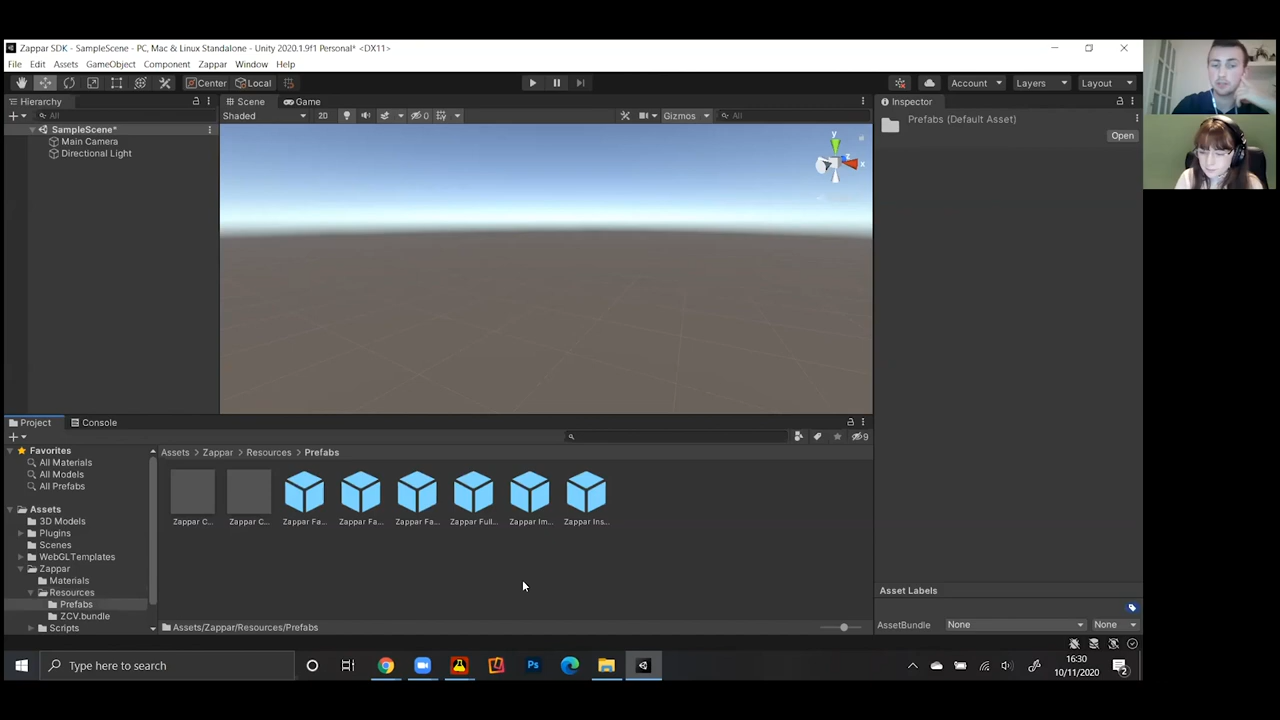 Zappar SDK - SampleScene - PC, Mac & Linux Standalone - Unity 2020.1.9f1 Personal* <DX11>
File Edit Assets GameObject Component Zappar Window Help
Center Local Account Layers Layout
Hierarchy Scene Game Inspector
All Shaded 2D 0 Gizmos All Prefabs (Default Asset)
SampleScene* Open
Main Camera
Directional Light
y
z
x
Project Console
9
Favorites Assets Zappar Resources Prefabs
All Materials
All Models
All Prefabs
Assets
3D Models Zappar C... Zappar C... Zappar Fa... Zappar Fa... Zappar Fa... Zappar Full... Zappar Im... Zappar Ins...
Plugins
Scenes
WebGLTemplates
Zappar
Materials
Resources Asset Labels
Prefabs
ZCV.bundle
Scripts Assets/Zappar/Resources/Prefabs AssetBundle None None
Type here to search Ps 16:30
10/11/2020 2